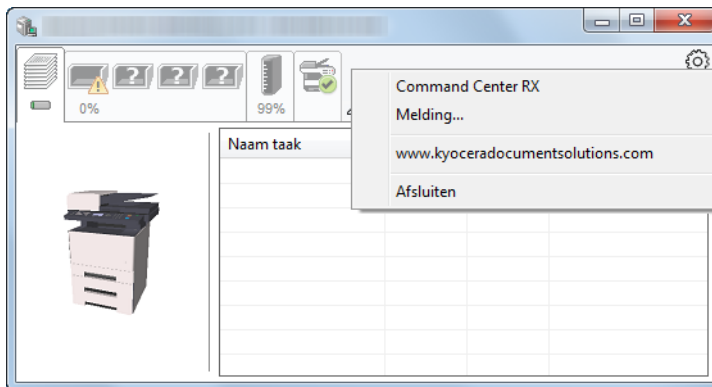 0%
99%
Command Center RX
Melding...
www.kyoceradocumentsolutions.com
Afsluiten
Naam taak